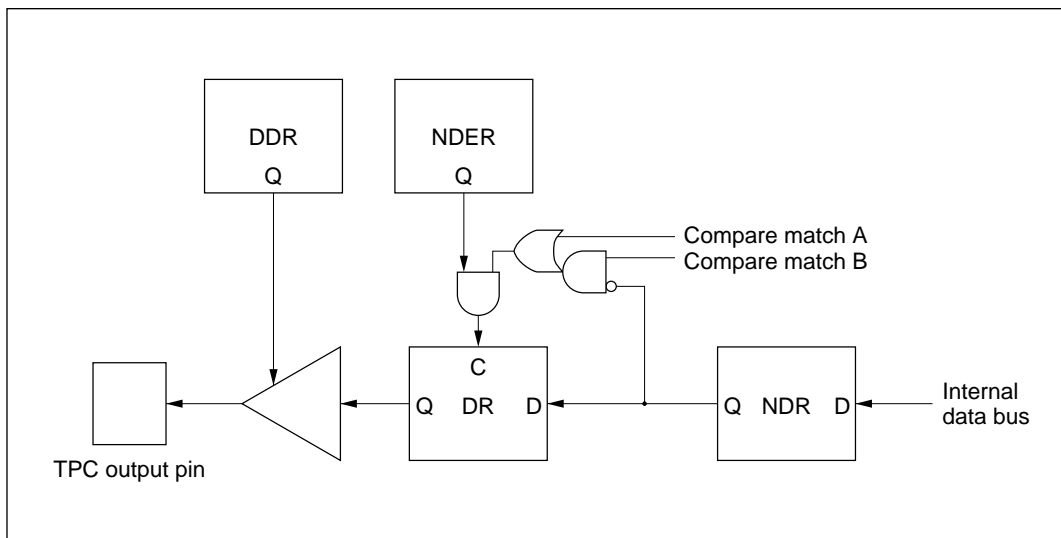 DDR
Q
NDER
Q
Compare match A
Compare match B
C
Q DR D
Q NDR D
Internal
data bus
TPC output pin